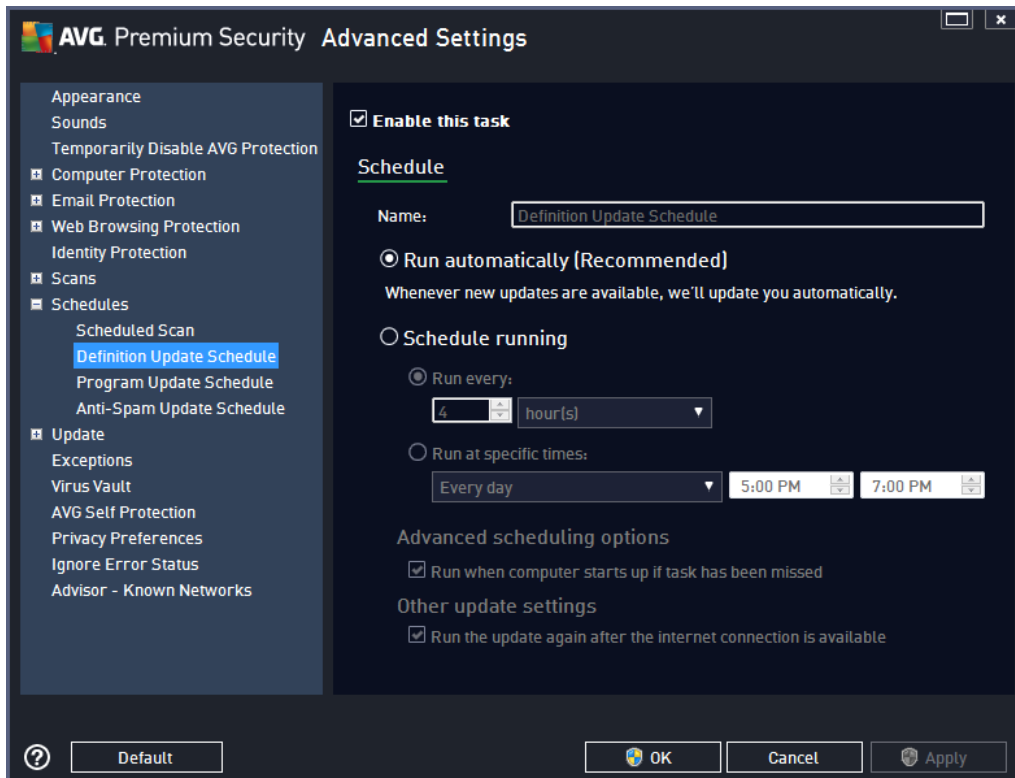 AVG. Premium Security Advanced Settings
Appearance
Sounds
Temporarily Disable AVG Protection
Computer Protection
Email Protection
Web Browsing Protection
Identity Protection
Scans
Schedules
Scheduled Scan
Definition Update Schedule
Program Update Schedule
Anti-Spam Update Schedule
Update
Exceptions
Virus Vault
AVG Self Protection
Privacy Preferences
Ignore Error Status
Advisor - Known Networks
Enable this task
Schedule
Name: Definition Update Schedule
Run automatically (Recommended)
Whenever new updates are available, we'll update you automatically.
Schedule running
Run every:
4 hour(s)
Run at specific times:
Every day 5:00 PM 7:00 PM
Advanced scheduling options
Run when computer starts up if task has been missed
Other update settings
Run the update again after the internet connection is available
? Default OK Cancel Apply